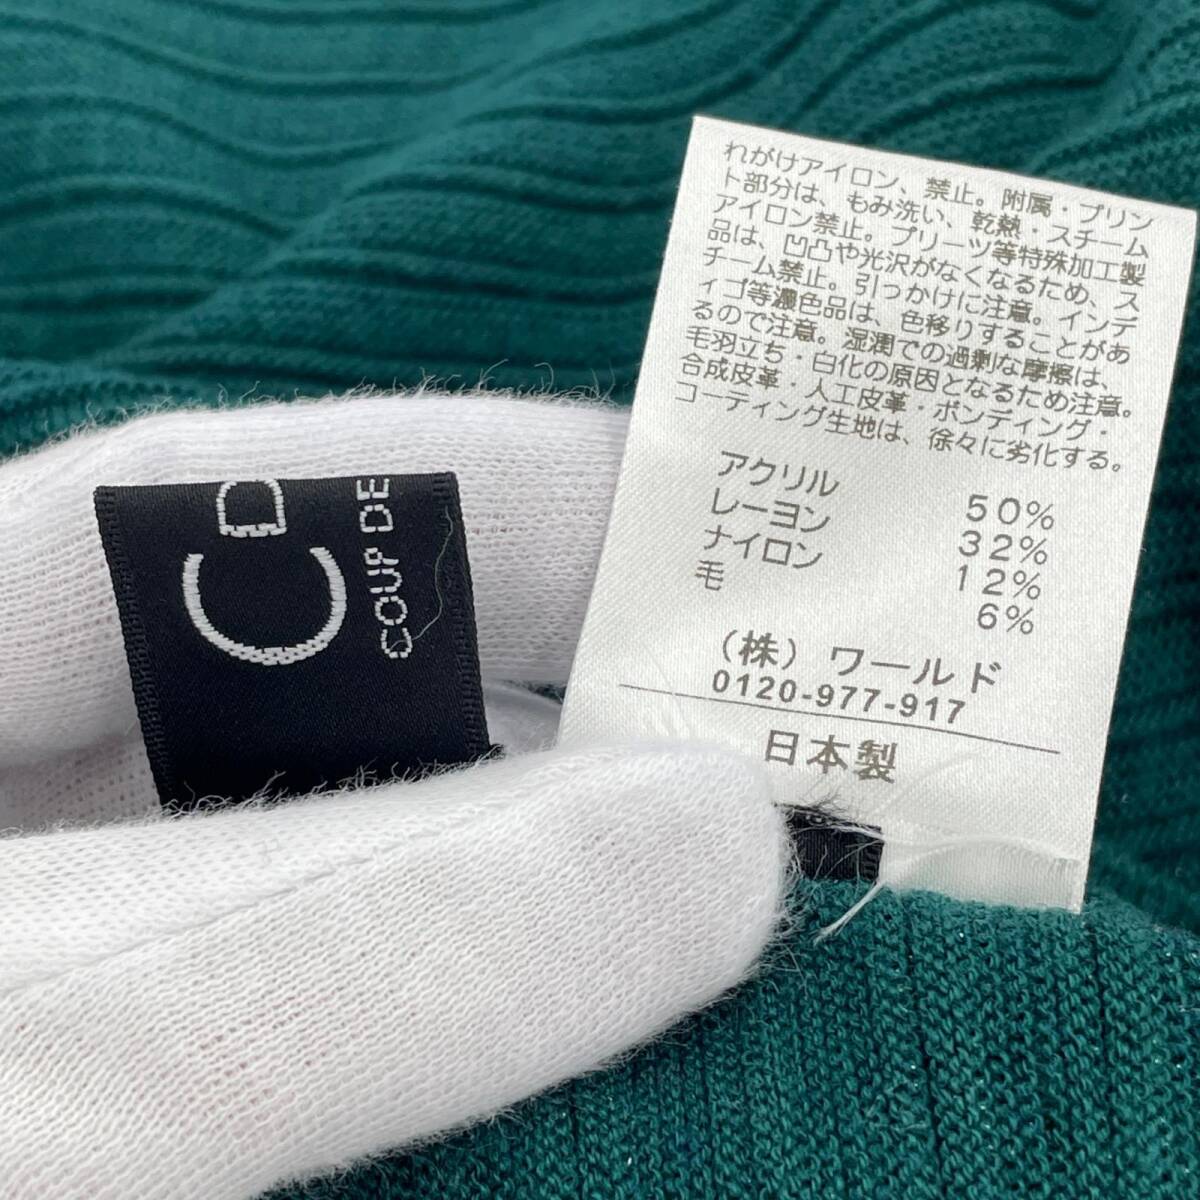 CD
COUP DE
れがけアイロン、禁止。附属・プリン
ト部分は、もみ洗い、乾熱・スチーム
アイロン禁止。プリーツ等特殊加工製
品は、凹凸や光沢がなくなるため、ス
チーム禁止。引っかけに注意。インデ
ィゴ等濃色品は、色移りすることがあ
るので注意。湿潤での過剰な摩擦は、
毛羽立ち・白化の原因となるため注意。
合成皮革・人工皮革・ボンディング・
コーティング生地は、徐々に劣化する。
アクリル 50%
レーヨン 32%
ナイロン 12%
毛 6%
(株)ワールド
0120-977-917
日本製